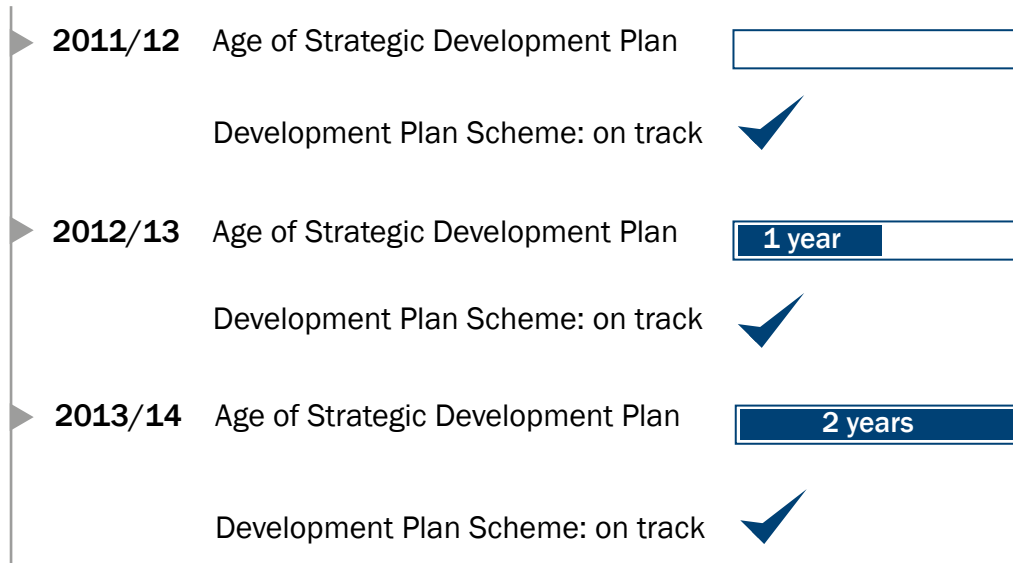 2011/12 Age of Strategic Development Plan
Development Plan Scheme: on track
2012/13 Age of Strategic Development Plan 1 year
Development Plan Scheme: on track
2013/14 Age of Strategic Development Plan 2 years
Development Plan Scheme: on track